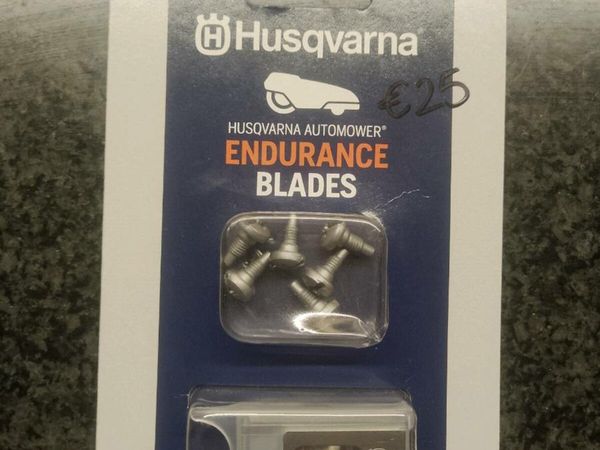 Husqvarna
€25
HUSQVARNA AUTOMOWER®
ENDURANCE
BLADES